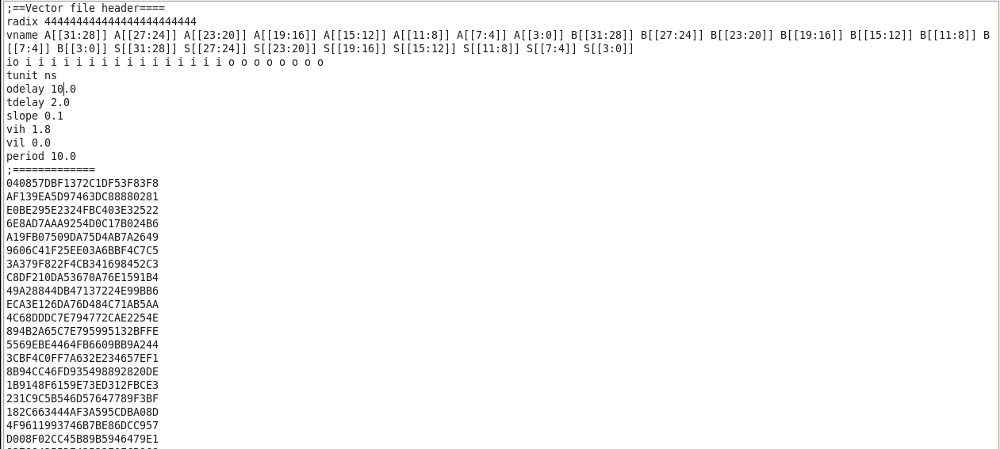 ;==Vector file header====
radix 444444444444444444444444
vname A[[31:28]] A[[27:24]] A[[23:20]] A[[19:16]] A[[15:12]] A[[11:8]] A[[7:4]] A[[3:0]] B[[31:28]] B[[27:24]] B[[23:20]] B[[19:16]] B[[15:12]] B[[11:8]] B
[[7:4]] B[[3:0]] S[[31:28]] S[[27:24]] S[[23:20]] S[[19:16]] S[[15:12]] S[[11:8]] S[[7:4]] S[[3:0]]
io i i i i i i i i i i i i i i i i o o o o o o o o
tunit ns
odelay 10.0
tdelay 2.0
slope 0.1
vih 1.8
vil 0.0
period 10.0
;=============
040857DBF1372C1DF53F83F8
AF139EA5D97463DC88880281
E0BE295E2324FBC403E32522
6E8AD7AAA9254D0C17B024B6
A19FB07509DA75D4AB7A2649
9606C41F25EE03A6BBF4C7C5
3A379F822F4CB341698452C3
C8DF210DA53670A76E1591B4
49A28844DB47137224E99BB6
ECA3E126DA76D484C71AB5AA
4C68DDDC7E794772CAE2254E
894B2A65C7E795995132BFFE
5569EBE4464FB6609BB9A244
3CBF4C0FF7A632E234657EF1
8B94CC46FD935498892820DE
1B9148F6159E73ED312FBCE3
231C9C5B546D57647789F3BF
182C663444AF3A595CDBA08D
4F9611993746B7BE86DCC957
D008F02CC45B89B5946479E1